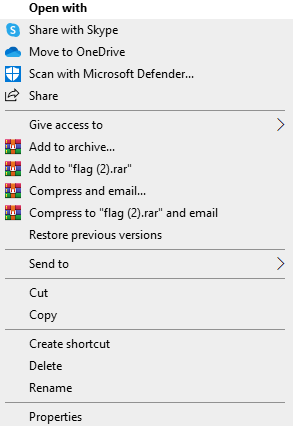 Open with
Share with Skype
Move to OneDrive
Scan with Microsoft Defender...
Share
Give access to
Add to archive...
Add to "flag (2).rar"
Compress and email...
Compress to "flag (2).rar" and email
Restore previous versions
Send to
Cut
Copy
Create shortcut
Delete
Rename
Properties